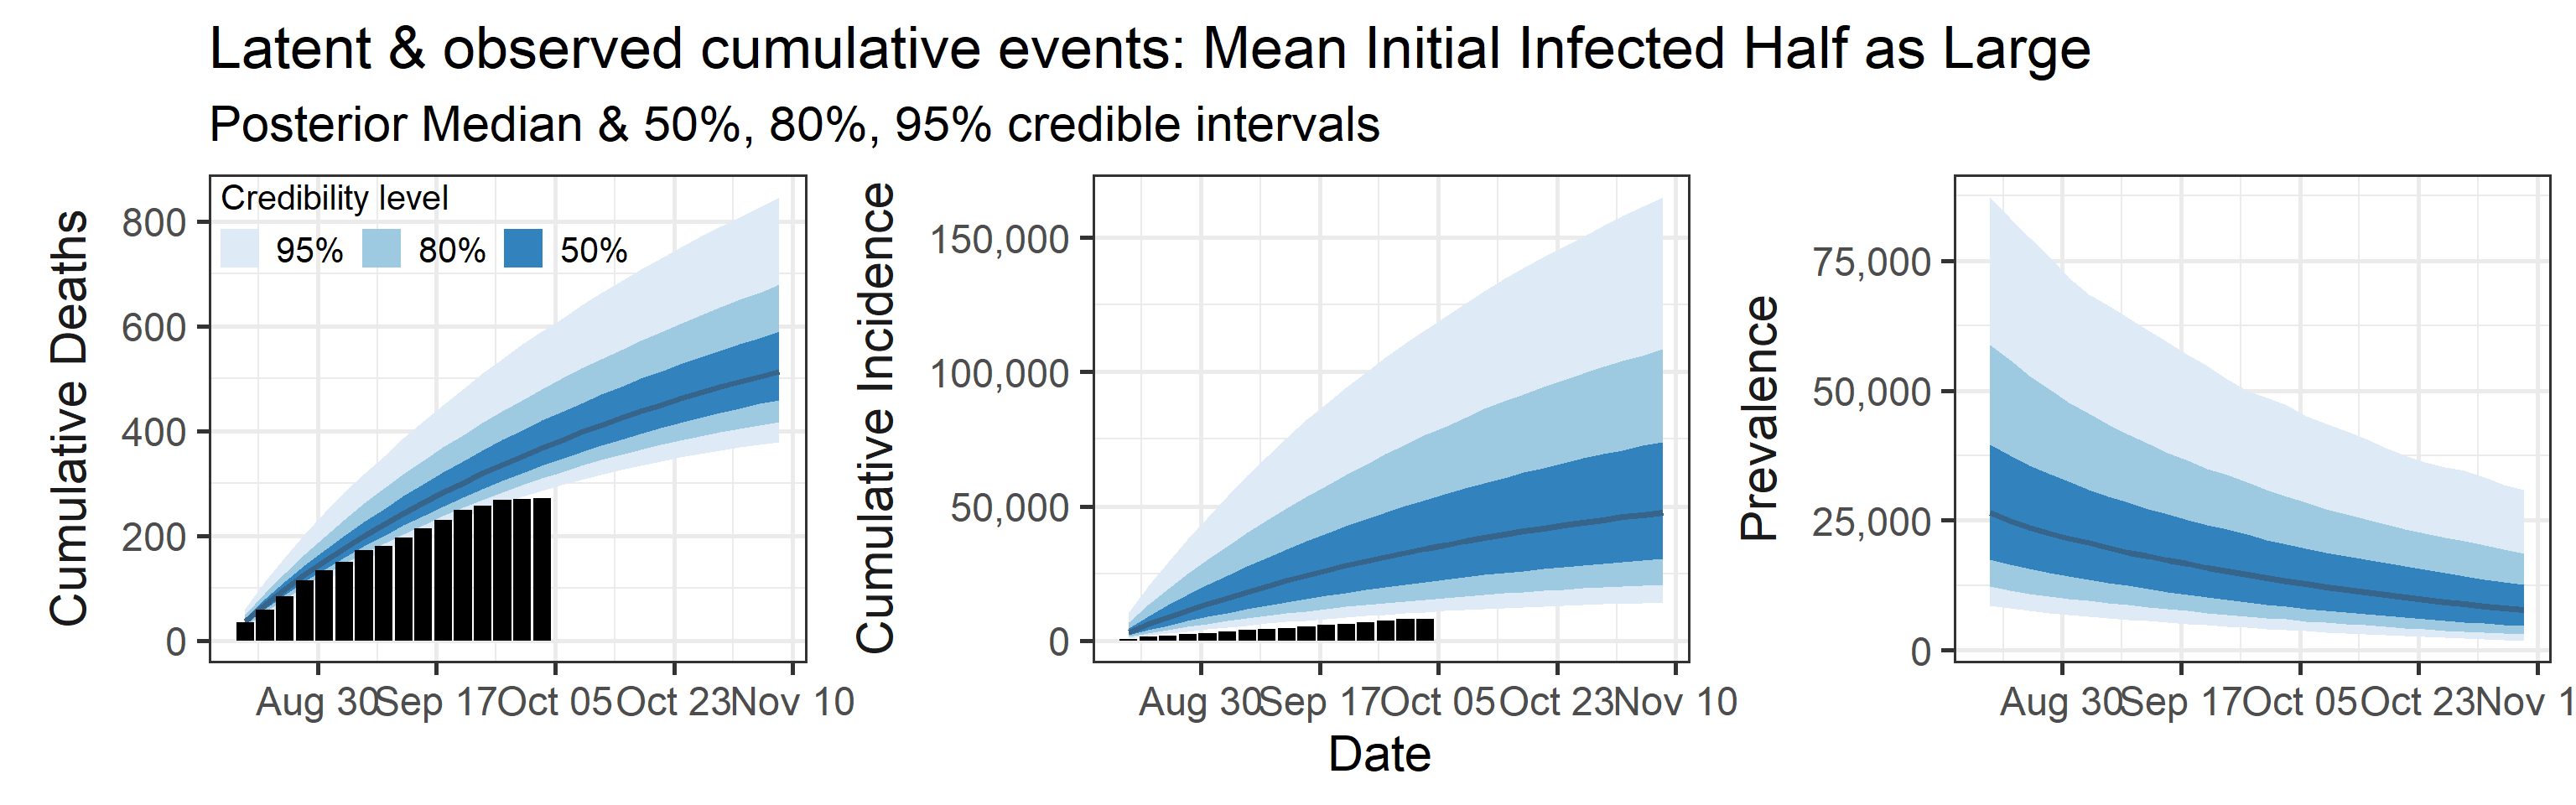 Latent & observed cumulative events: Mean Initial Infected Half as Large
Posterior Median & 50%, 80%, 95% credible intervals
Cumulative Deaths
Credibility level
95% 80% 50%
800
600
400
200
0
Aug 30 Sep 17 Oct 05 Oct 23 Nov 10
Cumulative Incidence
150,000
100,000
50,000
0
Aug 30 Sep 17 Oct 05 Oct 23 Nov 10
Date
Prevalence
75,000
50,000
25,000
0
Aug 30 Sep 17 Oct 05 Oct 23 Nov 1